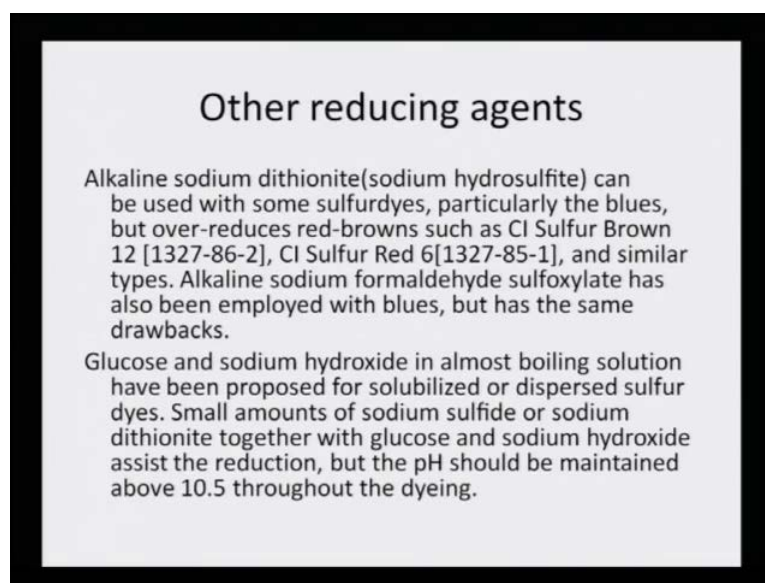 Other reducing agents
Alkaline sodium dithionite(sodium hydrosulfite) can
be used with some sulfurdyes, particularly the blues,
but over-reduces red-browns such as CI Sulfur Brown
12 [1327-86-2], CI Sulfur Red 6[1327-85-1], and similar
types. Alkaline sodium formaldehyde sulfoxylate has
also been employed with blues, but has the same
drawbacks.
Glucose and sodium hydroxide in almost boiling solution
have been proposed for solubilized or dispersed sulfur
dyes. Small amounts of sodium sulfide or sodium
dithionite together with glucose and sodium hydroxide
assist the reduction, but the pH should be maintained
above 10.5 throughout the dyeing.